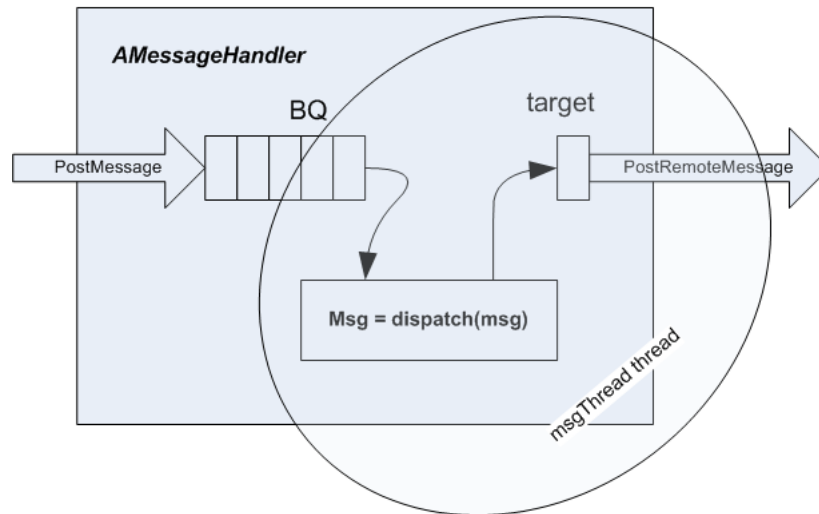 AMessageHandler
BQ
target
PostMessage
PostRemoteMessage
Msg = dispatch(msg)
msgThread thread